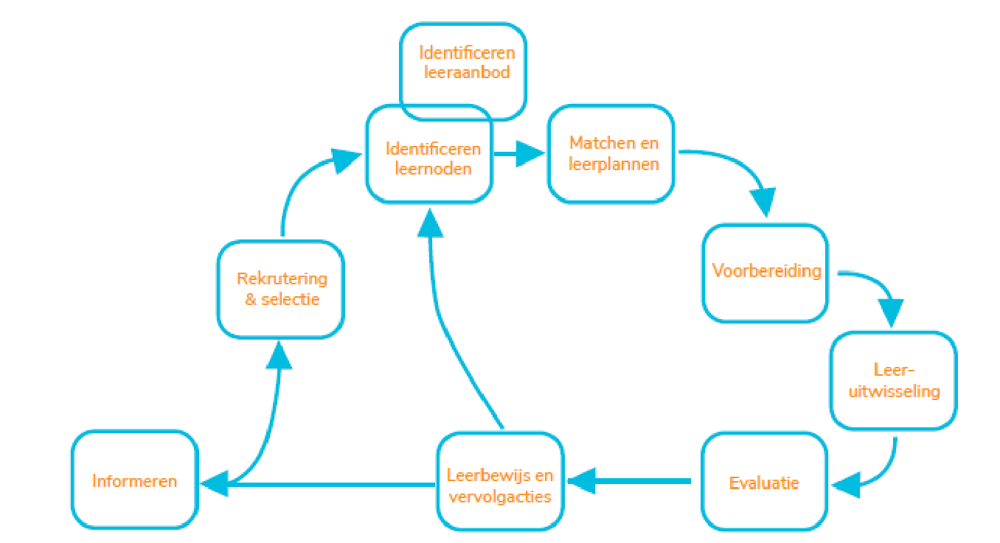 Identificeren
leeraanbod
Identificeren
leernoden
Matchen en
leerplannen
Voorbereiding
Rekrutering
& selectie
Leer-
uitwisseling
Informeren
Leerbewijs en
vervolgacties
Evaluatie